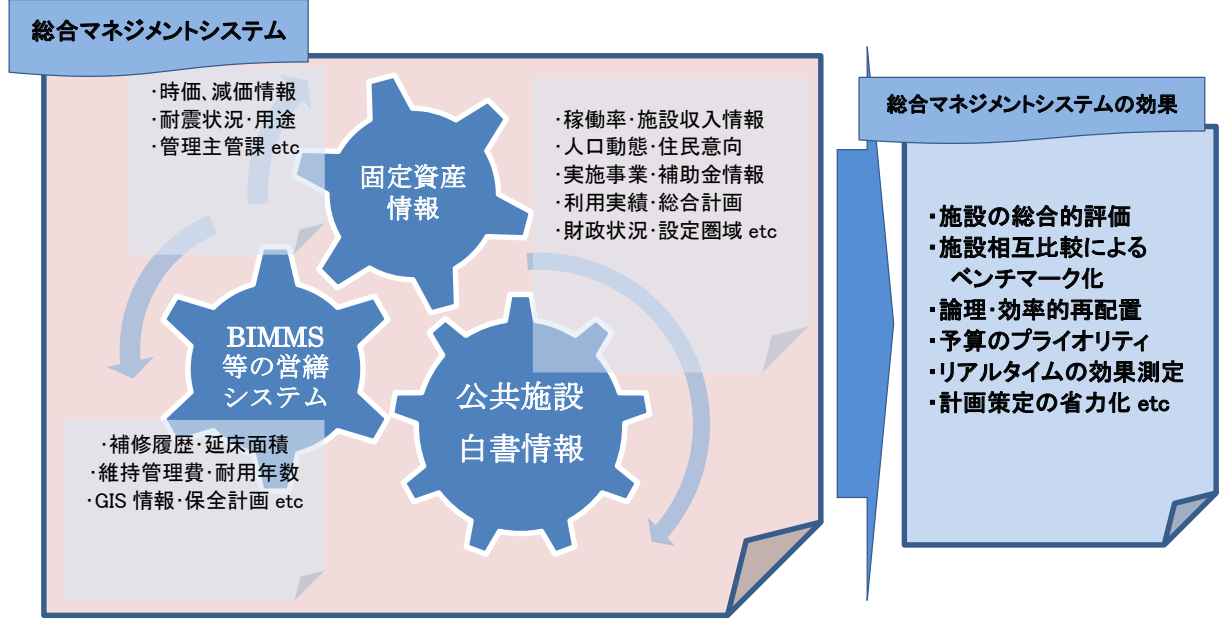 総合マネジメントシステム
・時価、減価情報
・耐震状況・用途
・管理主管課 etc
固定資産
情報
・稼働率・施設収入情報
・人口動態・住民意向
・実施事業・補助金情報
・利用実績・総合計画
・財政状況・設定圏域 etc
BIMMS
等の営繕
システム
公共施設
白書情報
・補修履歴・延床面積
・維持管理費・耐用年数
・GIS 情報・保全計画 etc
総合マネジメントシステムの効果
・施設の総合的評価
・施設相互比較による
ベンチマーク化
・論理・効率的再配置
・予算のプライオリティ
・リアルタイムの効果測定
・計画策定の省力化 etc